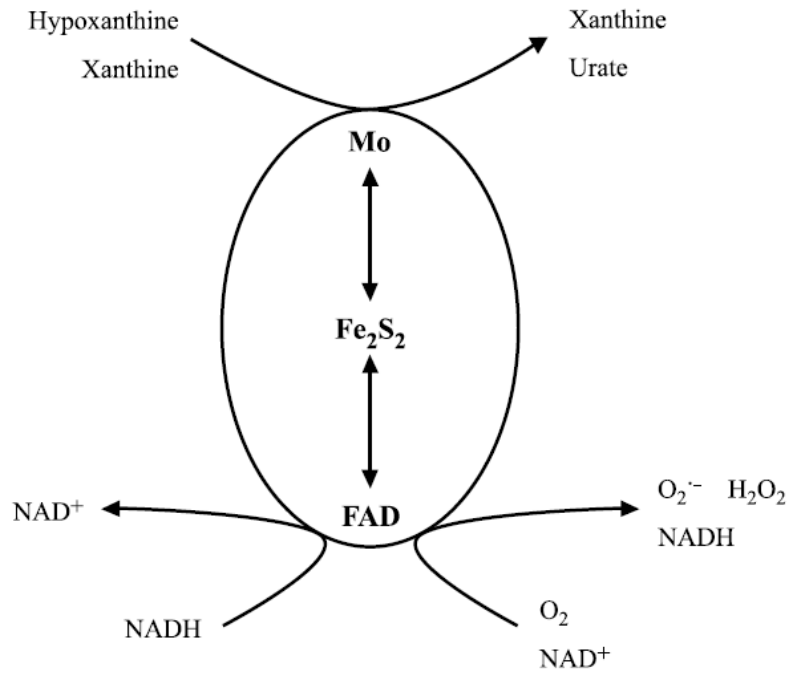 Hypoxanthine
Xanthine
Xanthine
Urate
Mo
Fe₂S₂
FAD
NAD⁺
NADH
O₂·⁻ H₂O₂
NADH
O₂
NAD⁺